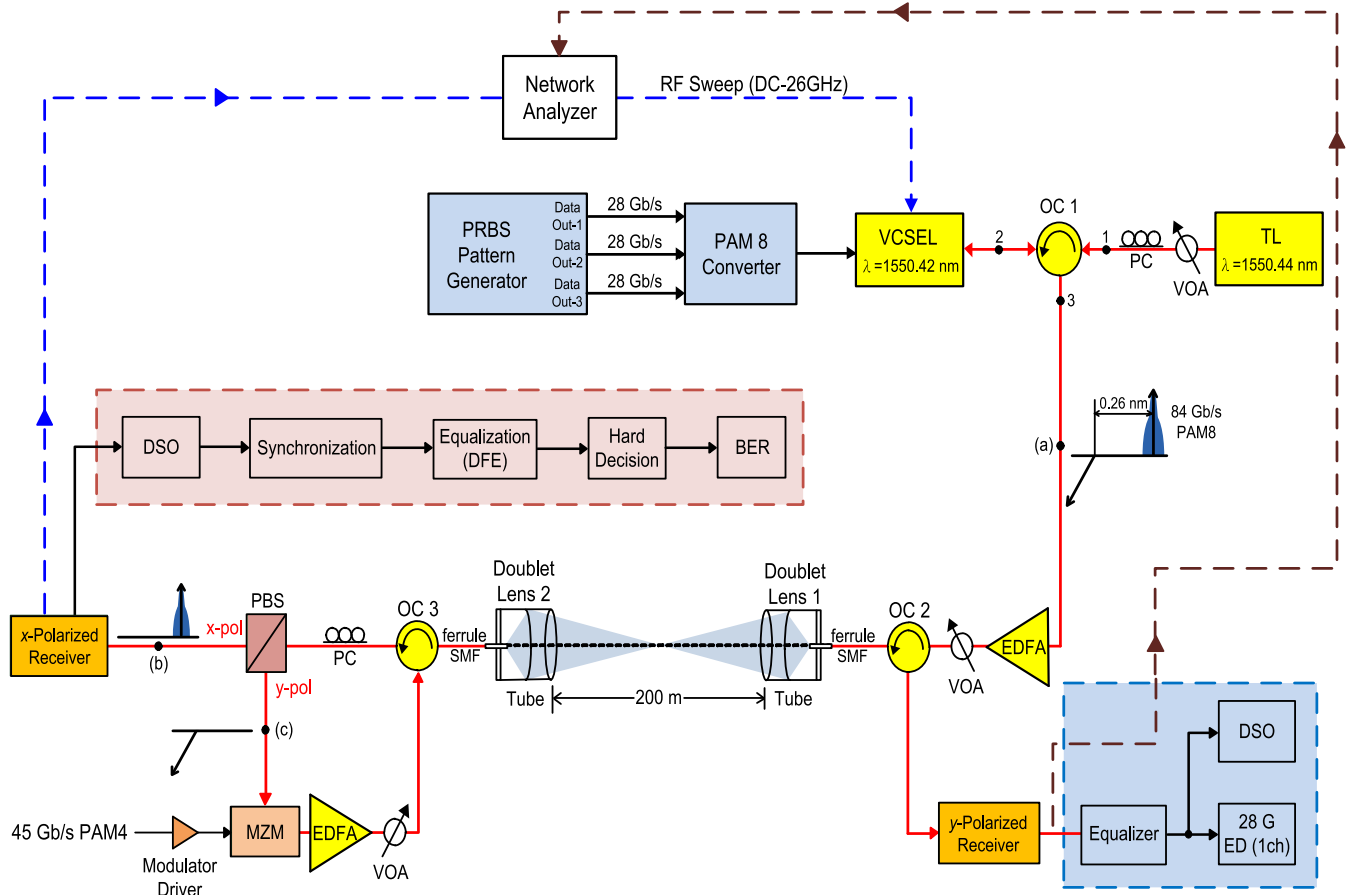 Network
Analyzer
RF Sweep (DC-26GHz)
PRBS
Pattern
Generator
Data
Out-1
Data
Out-2
Data
Out-3
28 Gb/s
28 Gb/s
28 Gb/s
PAM 8
Converter
VCSEL
λ =1550.42 nm
2
OC 1
1
3
PC
VOA
TL
λ =1550.44 nm
0.26 nm
84 Gb/s
PAM8
(a)
DSO
Synchronization
Equalization
(DFE)
Hard
Decision
BER
x-Polarized
Receiver
(b)
x-pol
PBS
y-pol
(c)
PC
OC 3
ferrule
SMF
Doublet
Lens 2
Tube
200 m
Doublet
Lens 1
Tube
ferrule
SMF
OC 2
VOA
EDFA
45 Gb/s PAM4
Modulator
Driver
MZM
EDFA
VOA
y-Polarized
Receiver
Equalizer
DSO
28 G
ED (1ch)